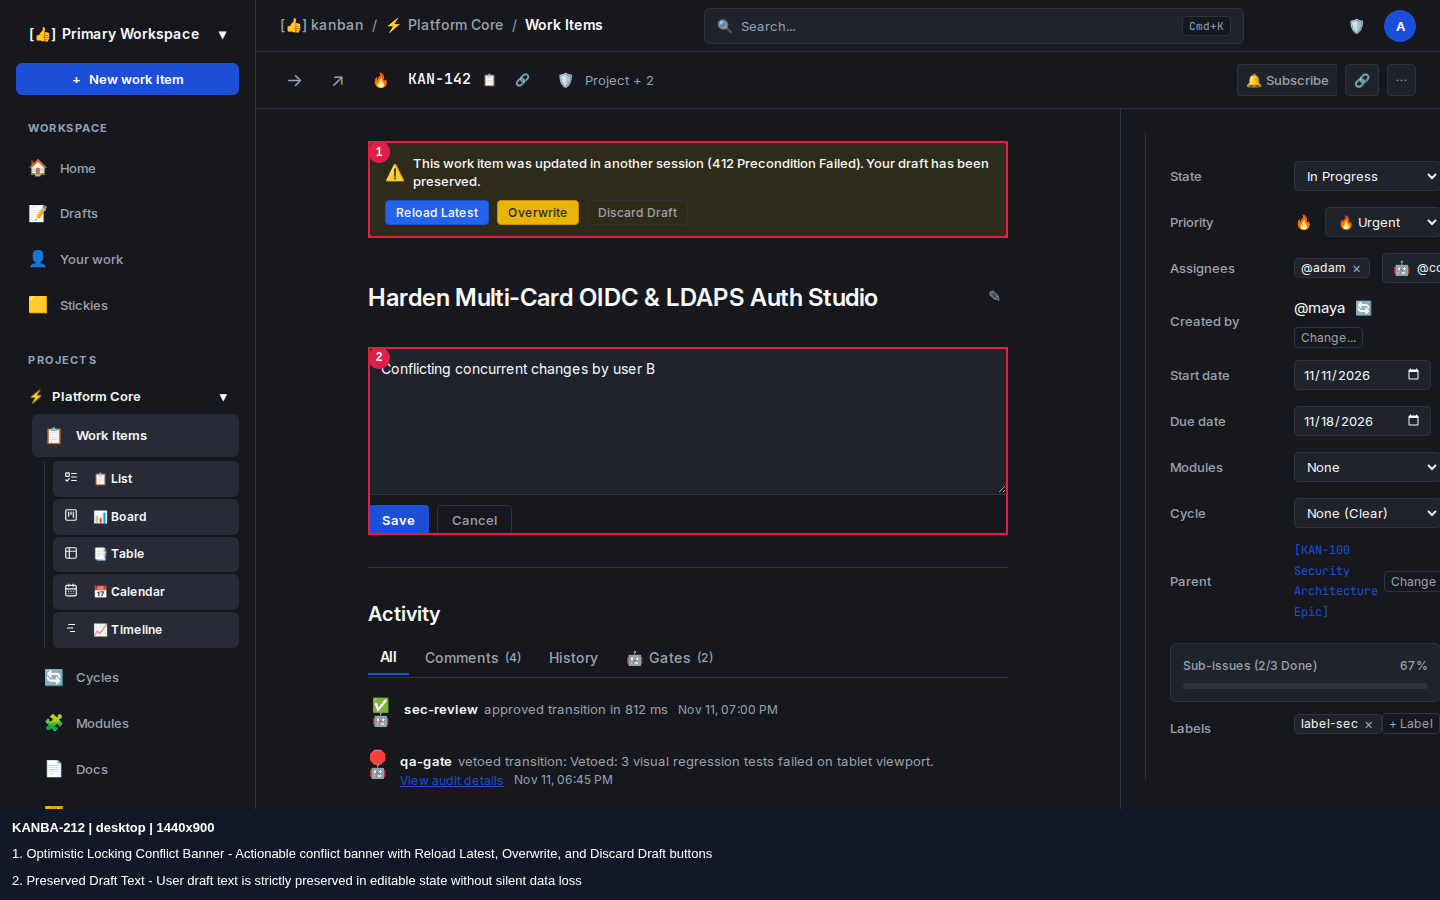 [👍] Primary Workspace ▾
+ New work item
WORKSPACE
Home
Drafts
Your work
Stickies
PROJECTS
⚡ Platform Core ▾
Work Items
List
Board
Table
Calendar
Timeline
Cycles
Modules
Docs
[👍] kanban / ⚡ Platform Core / Work Items
Search...
Cmd+K
A
KAN-142
Project + 2
Subscribe
...
1
This work item was updated in another session (412 Precondition Failed). Your draft has been
preserved.
Reload Latest
Overwrite
Discard Draft
Harden Multi-Card OIDC & LDAPS Auth Studio
2
Conflicting concurrent changes by user B
Save
Cancel
Activity
All
Comments (4)
History
Gates (2)
sec-review approved transition in 812 ms Nov 11, 07:00 PM
qa-gate vetoed transition: Vetoed: 3 visual regression tests failed on tablet viewport.
View audit details Nov 11, 06:45 PM
State In Progress
Priority 🔥 Urgent
Assignees @adam ×
Created by @maya
Change...
Start date 11/11/2026
Due date 11/18/2026
Modules None
Cycle None (Clear)
Parent
[KAN-100
Security
Architecture
Epic]
Change
Sub-issues (2/3 Done) 67%
Labels label-sec × + Label
KANBA-212 | desktop | 1440x900
1. Optimistic Locking Conflict Banner - Actionable conflict banner with Reload Latest, Overwrite, and Discard Draft buttons
2. Preserved Draft Text - User draft text is strictly preserved in editable state without silent data loss